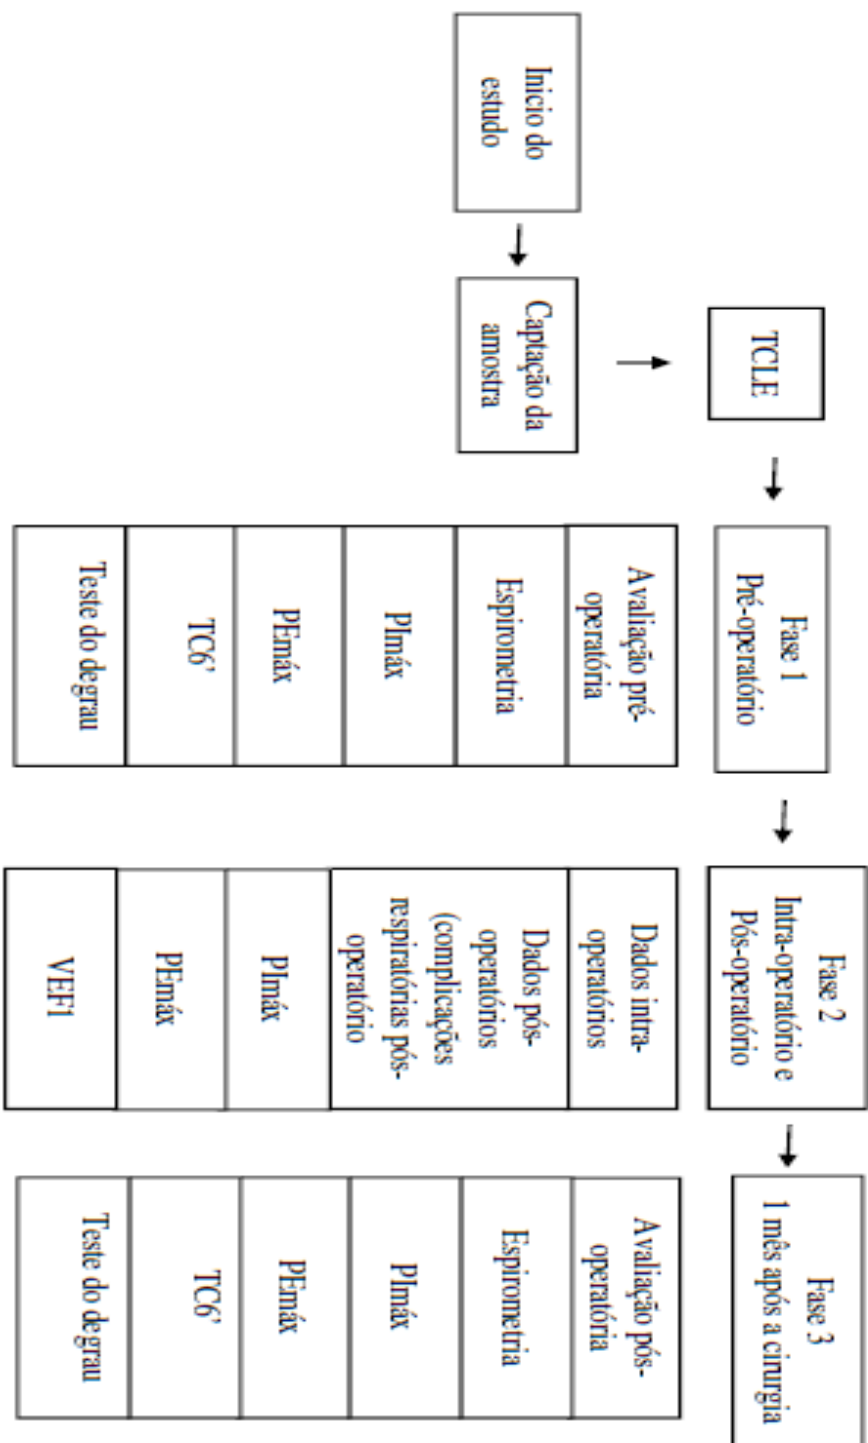 Inicio do
estudo
Captação da
amostra
TCLE
Fase 1
Pré-operatório
Avaliação pré-
operatória
Espirometria
PImáx
PEmáx
TC6'
Teste do degrau
Fase 2
Intra-operatório e
Pós-operatório
Dados intra-
operatórios
Dados pós-
operatórios
(complicações
respiratórias pós-
operatório
PImáx
PEmáx
VEF1
Fase 3
1 mês após a cirurgia
Avaliação pós-
operatória
Espirometria
PImáx
PEmáx
TC6'
Teste do degrau